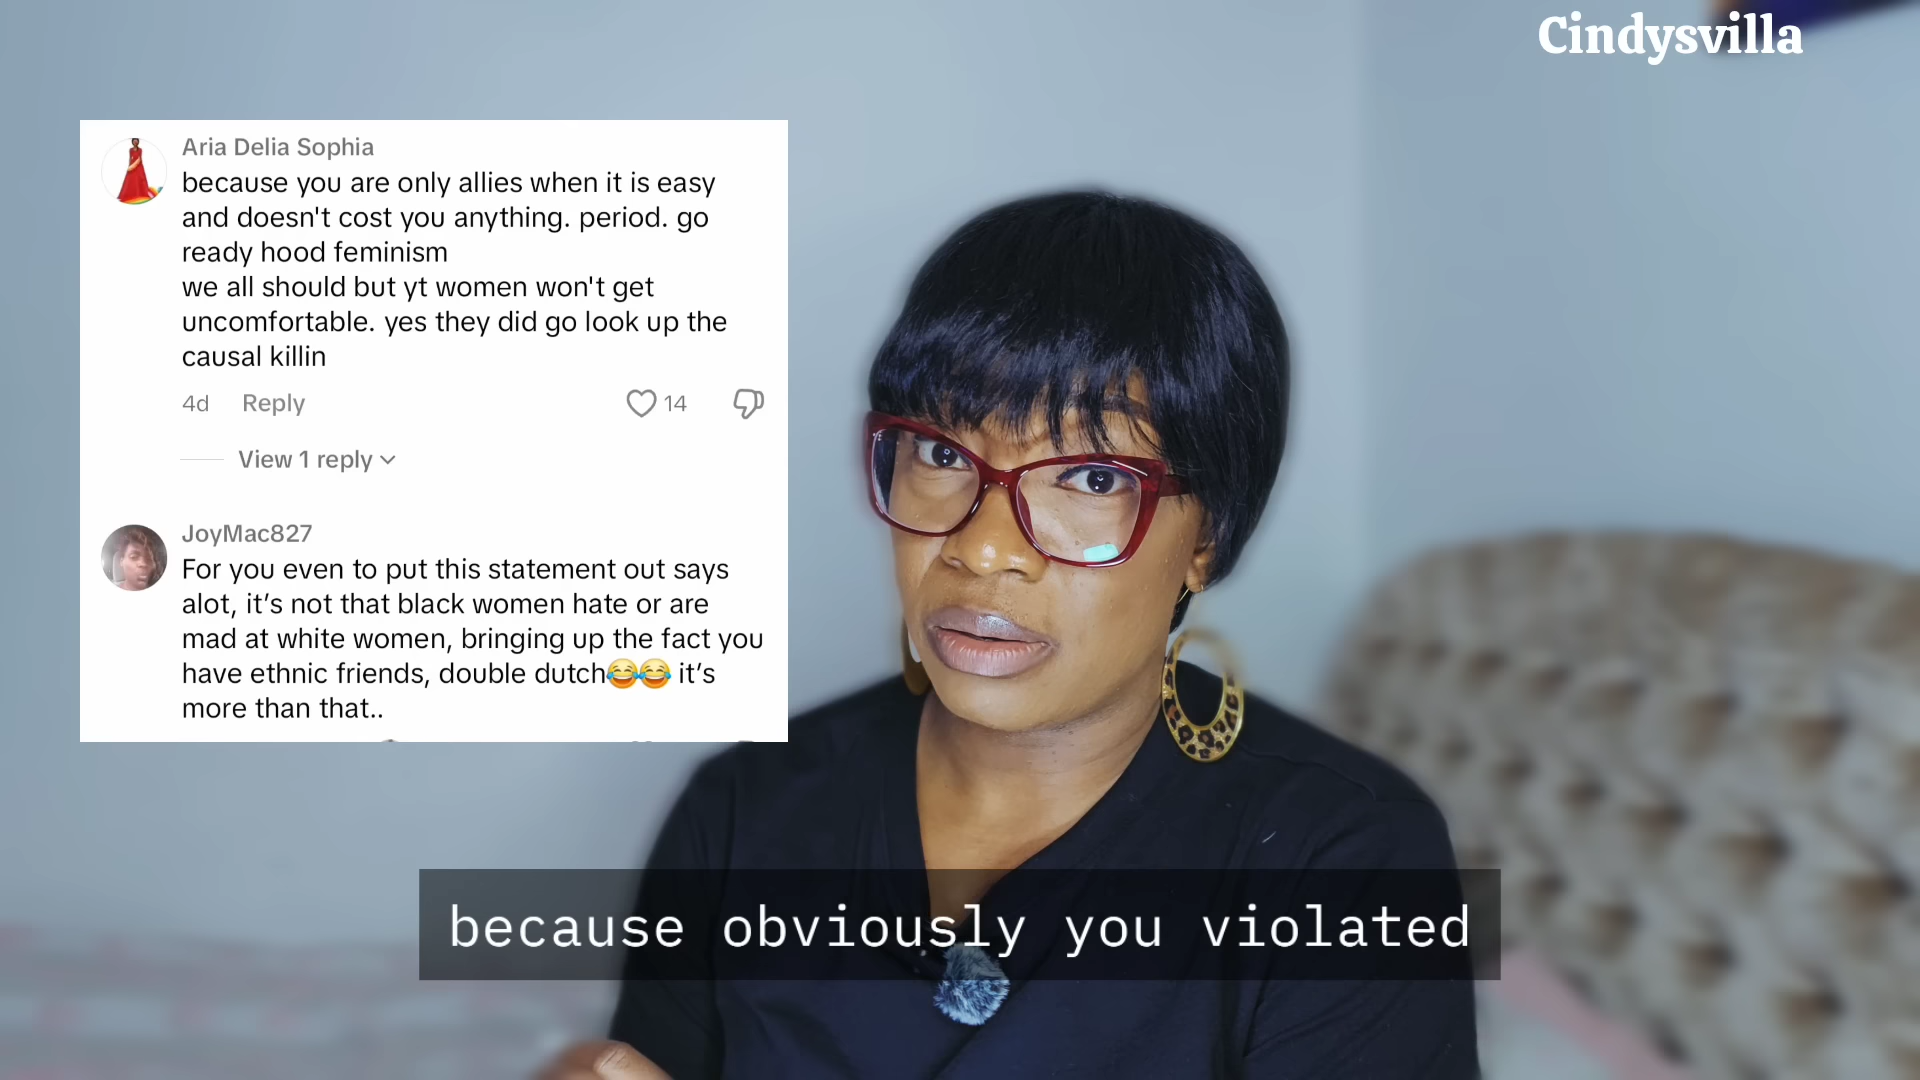 Cindysvilla
Aria Delia Sophia
because you are only allies when it is easy
and doesn't cost you anything. period. go
ready hood feminism
we all should but yt women won't get
uncomfortable. yes they did go look up the
causal killin
4d Reply 14
View 1 reply
JoyMac827
For you even to put this statement out says
alot, it’s not that black women hate or are
mad at white women, bringing up the fact you
have ethnic friends, double dutch😂😂 it’s
more than that..
because obviously you violated